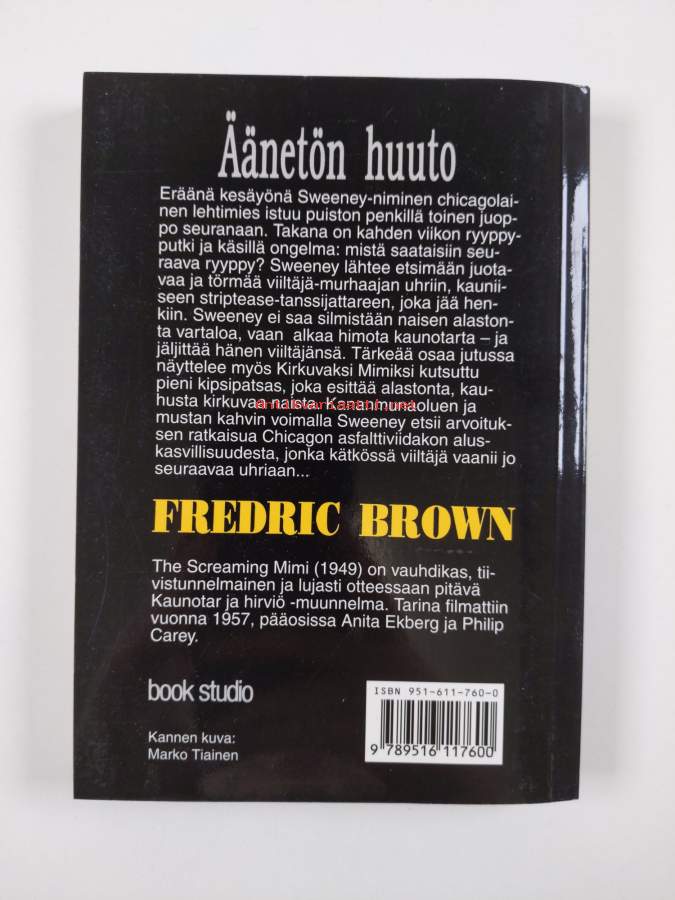 Äänetön huuto
Eräänä kesäyönä Sweeney-niminen chicagolai-
nen lehtimies istuu puiston penkillä toinen juop-
po seuranaan. Takana on kahden viikon ryyppy-
putki ja käsillä ongelma: mistä saataisiin seu-
raava ryyppy? Sweeney lähtee etsimään juota-
vaa ja törmää viiltäjä-murhaajan uhriin, kaunii-
seen striptease-tanssijattareen, joka jää hen-
kiin. Sweeney ei saa silmistään naisen alaston-
ta vartaloa, vaan alkaa himota kaunotarta – ja
jäljittää hänen viiltäjänsä. Tärkeää osaa jutussa
näyttelee myös Kirkuvaksi Mimiksi kutsuttu
pieni kipsipatsas, joka esittää alastonta, kau-
husta kirkuvaa naista. Kananmunkoluen ja
antikvariaatti.net
mustan kahvin voimalla Sweeney etsii arvoituk-
sen ratkaisua Chicagon asfalttiviidakon alus-
kasvillisuudesta, jonka kätkössä viiltäjä vaanii jo
seuraavaa uhriaan...
FREDRIC BROWN
The Screaming Mimi (1949) on vauhdikas, tii-
vistunnelmainen ja lujasti otteessaan pitävä
Kaunotar ja hirviö -muunnelma. Tarina filmattiin
vuonna 1957, pääosissa Anita Ekberg ja Philip
Carey.
book studio
ISBN 951-611-760-0
9 789516 117600
Kannen kuva:
Marko Tiainen